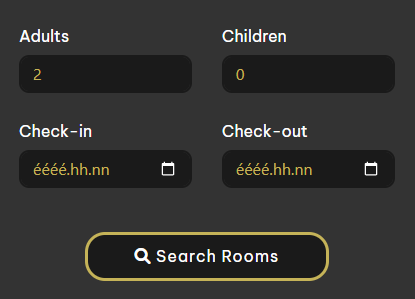 Adults
Children
2
0
Check-in
Check-out
éééé.hh.nn
éééé.hh.nn
Search Rooms